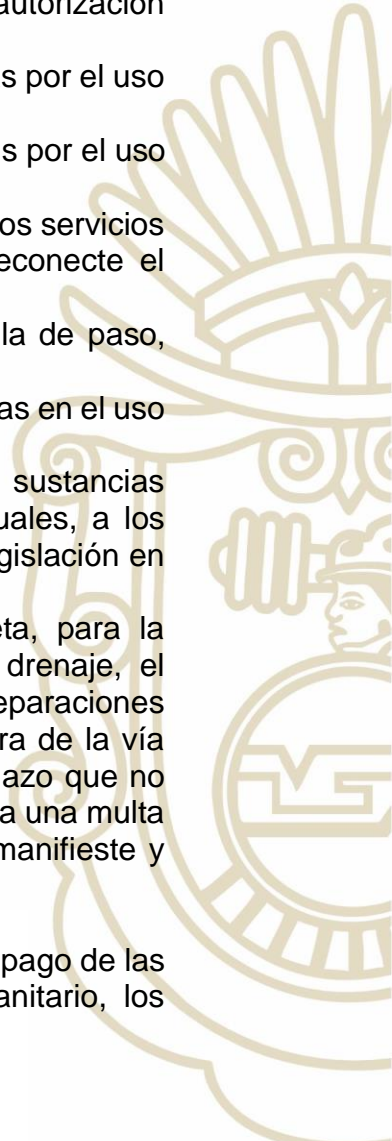 autorización
s por el uso
s por el uso
os servicios
econecte el
la de paso,
as en el uso
sustancias
uales, a los
gislación en
eta, para la
drenaje, el
eparaciones
ra de la vía
azo que no
a una multa
manifieste y
pago de las
anitario, los